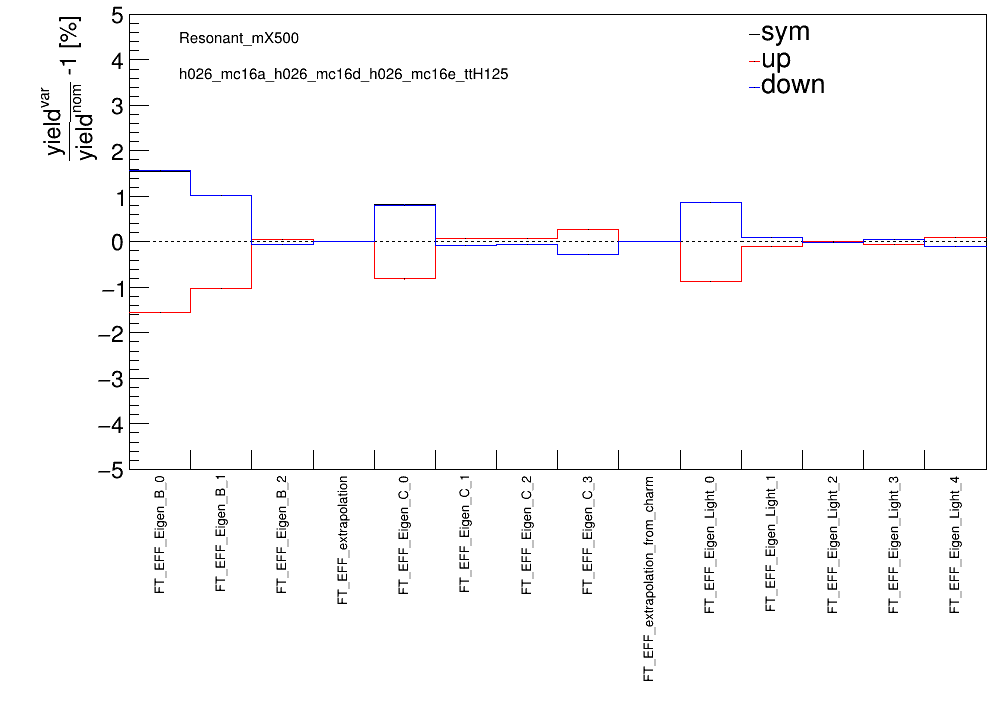 yield^var / yield^nom -1 [%]
5
4
3
2
1
0
−1
−2
−3
−4
−5
Resonant_mX500
h026_mc16a_h026_mc16d_h026_mc16e_ttH125
sym
up
down
FT_EFF_Eigen_B_0
FT_EFF_Eigen_B_1
FT_EFF_Eigen_B_2
FT_EFF_extrapolation
FT_EFF_Eigen_C_0
FT_EFF_Eigen_C_1
FT_EFF_Eigen_C_2
FT_EFF_Eigen_C_3
FT_EFF_extrapolation_from_charm
FT_EFF_Eigen_Light_0
FT_EFF_Eigen_Light_1
FT_EFF_Eigen_Light_2
FT_EFF_Eigen_Light_3
FT_EFF_Eigen_Light_4